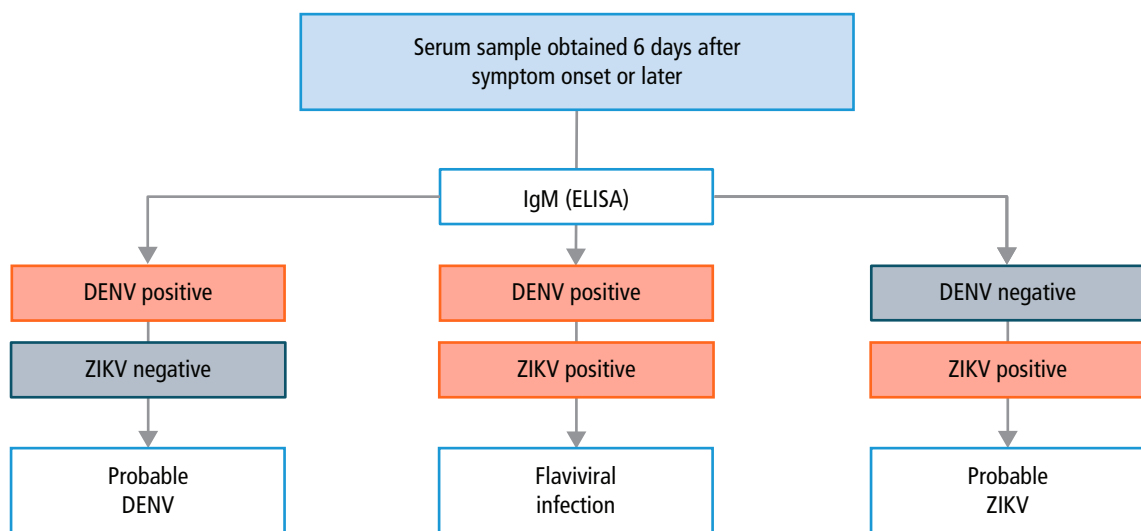 Serum sample obtained 6 days after
symptom onset or later
IgM (ELISA)
DENV positive
DENV positive
DENV negative
ZIKV negative
ZIKV positive
ZIKV positive
Probable
DENV
Flaviviral
infection
Probable
ZIKV